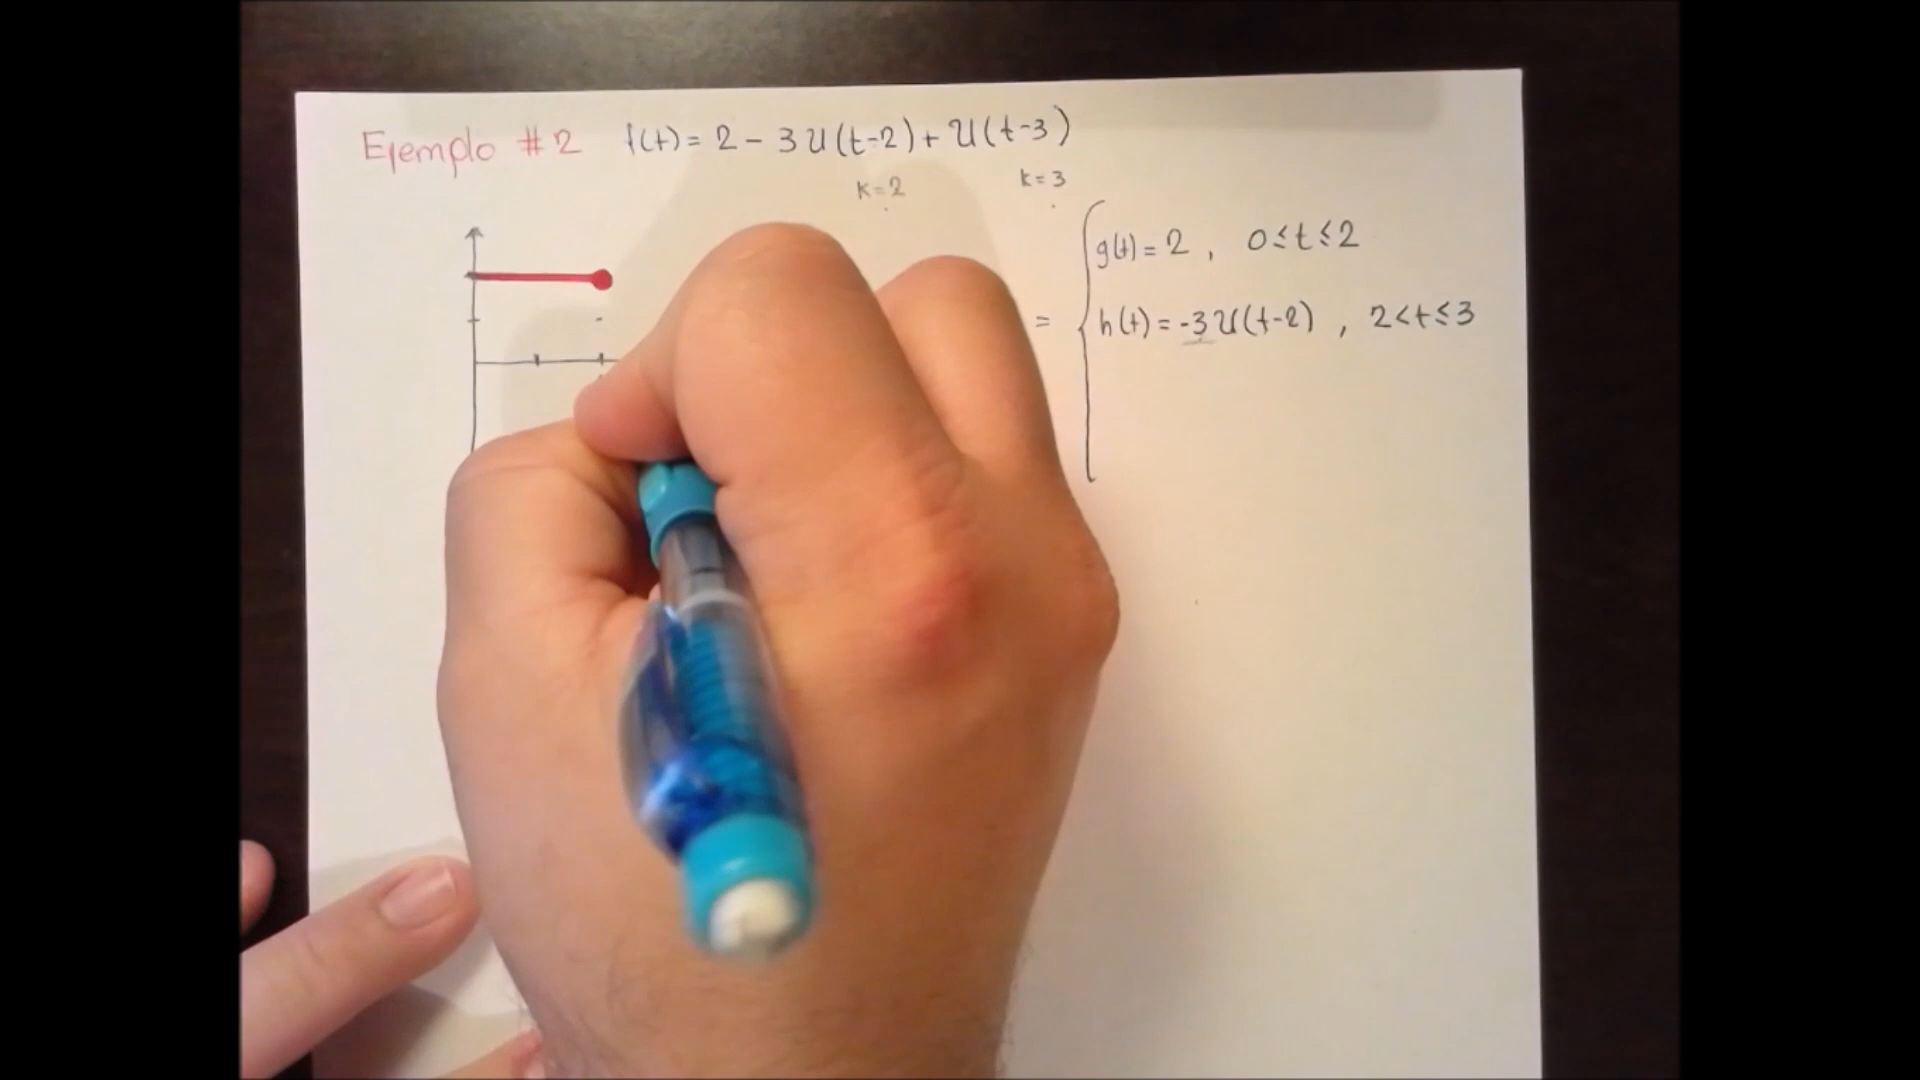 Ejemplo #2 f(t) = 2 - 3 U(t-2) + U(t-3)
K=2 k=3
g(t) = 2 , 0≤t≤2
= h(t) = -3 U(t-2) , 2<t≤3